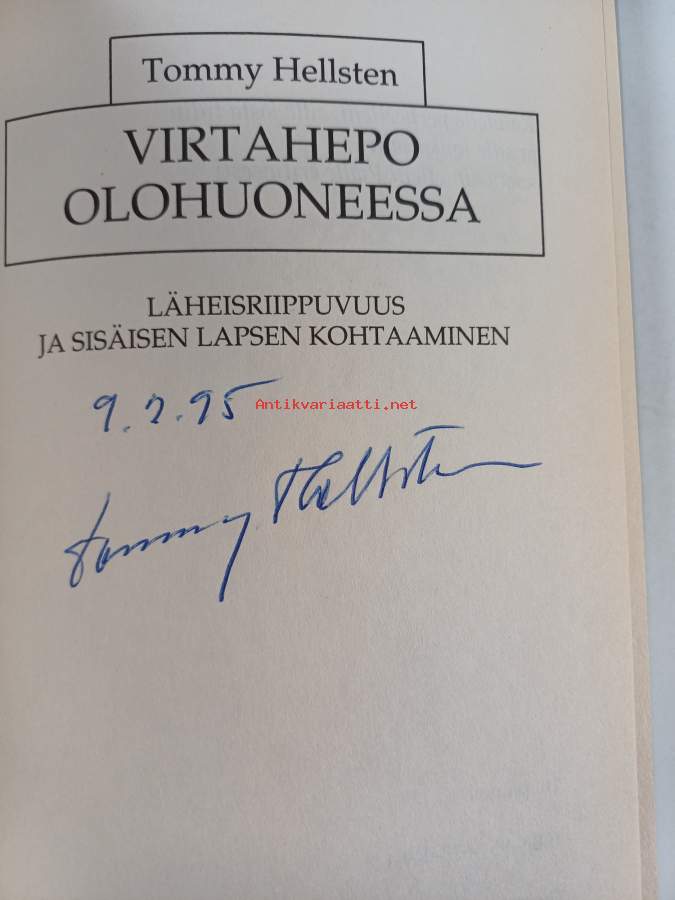 Tommy Hellsten
VIRTAHEPO
OLOHUONEESSA
LÄHEISRIIPPUVUUS
JA SISÄISEN LAPSEN KOHTAAMINEN
9.2.95
Antikvariaatti.net
Tommy Hellsten